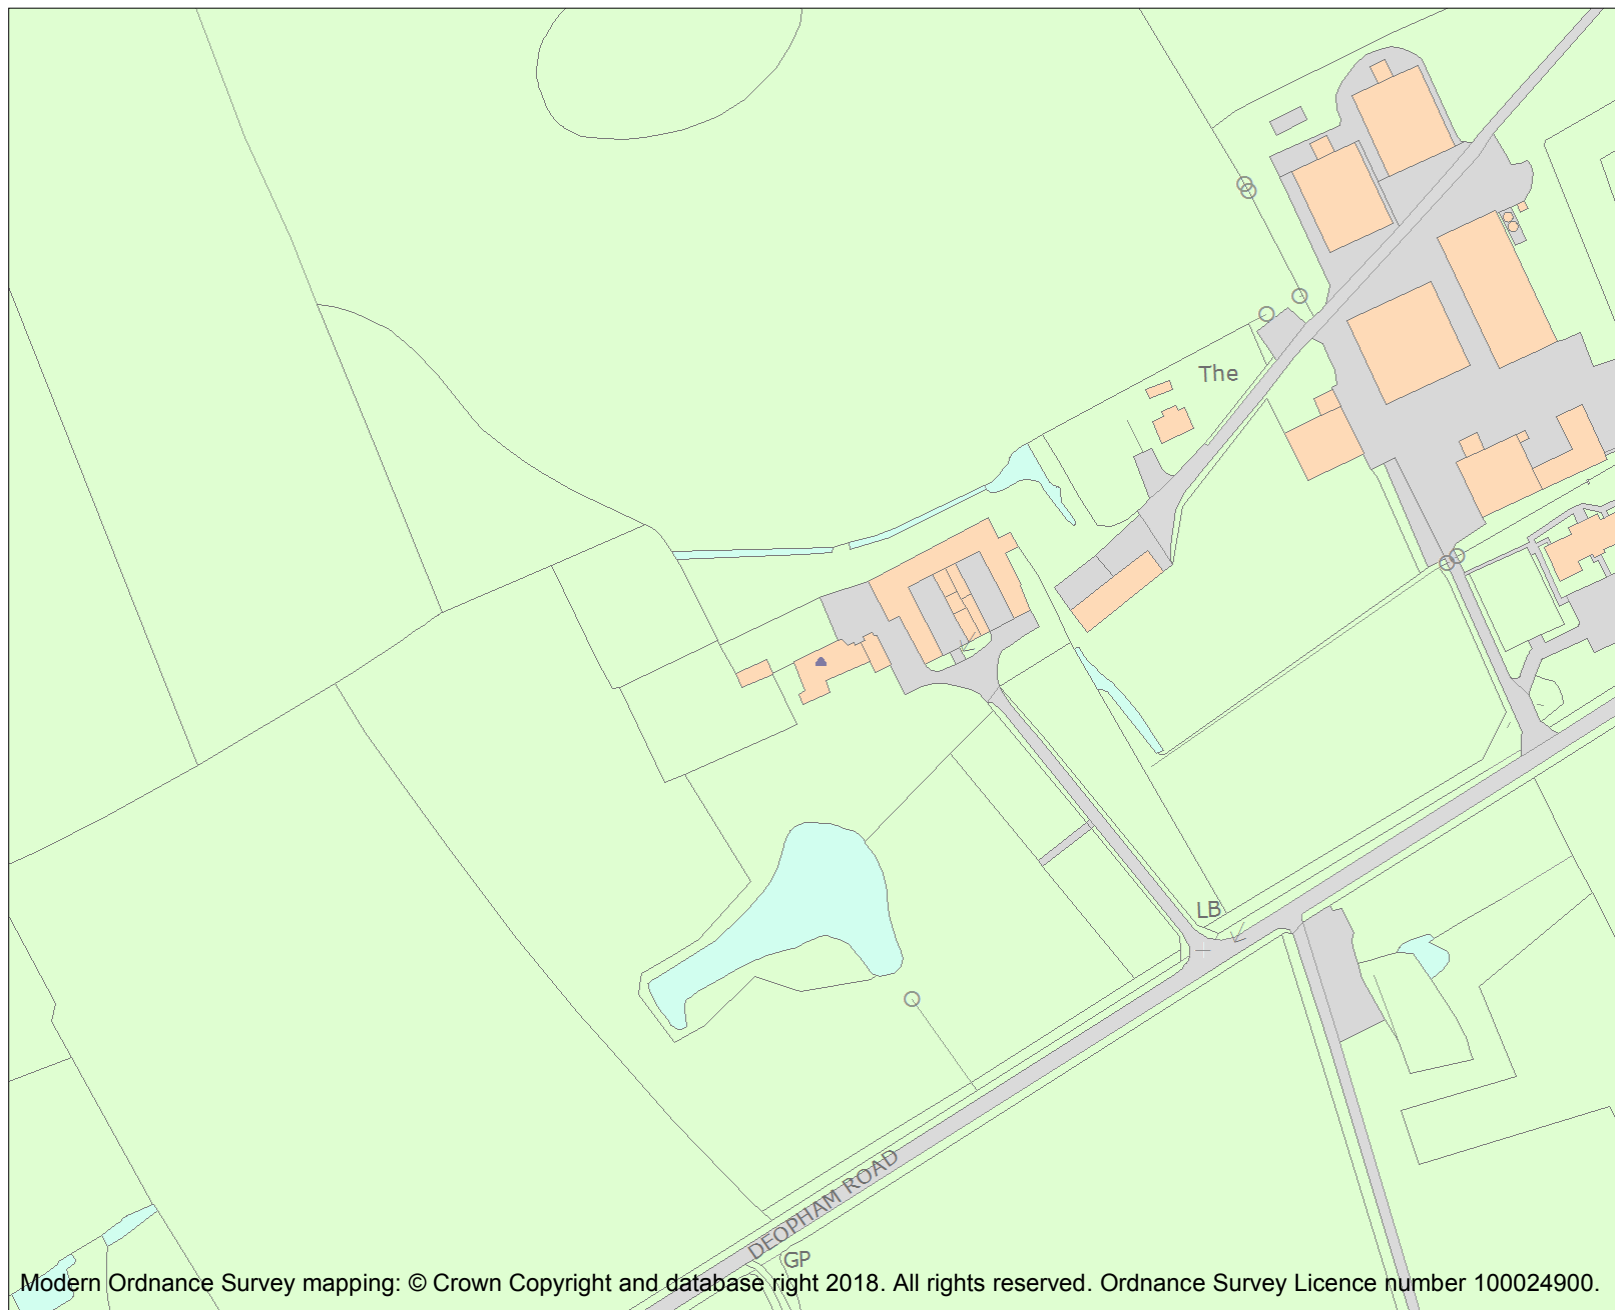 The
LB
DEOPHAM ROAD
GP
Modern Ordnance Survey mapping: © Crown Copyright and database right 2018. All rights reserved. Ordnance Survey Licence number 100024900.